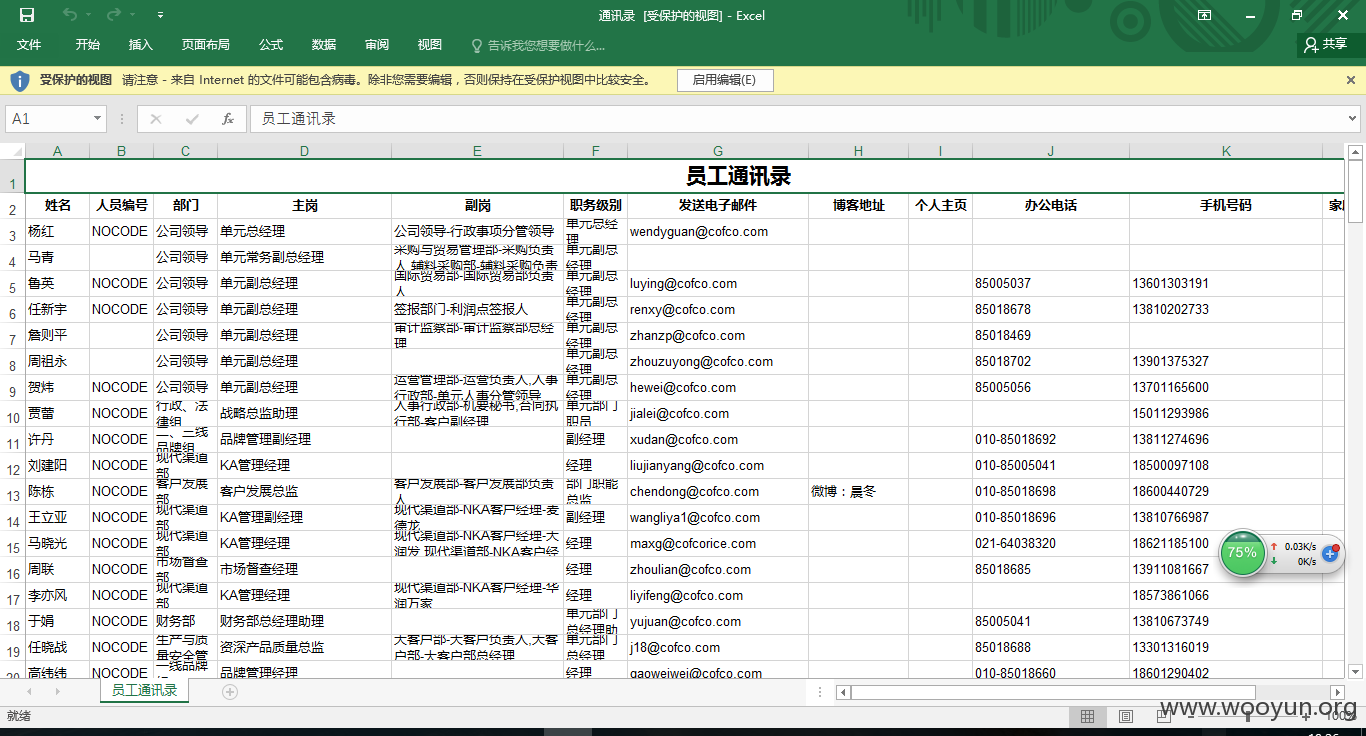 通讯录 [受保护的视图] - Excel
文件 开始 插入 页面布局 公式 数据 审阅 视图 告诉我您想要做什么... 共享
受保护的视图 请注意 - 来自 Internet 的文件可能包含病毒。除非您需要编辑，否则保持在受保护视图中比较安全。 启用编辑(E)
A1 fx 员工通讯录
A B C D E F G H I J K
1 员工通讯录
2 姓名 人员编号 部门 主岗 副岗 职务级别 发送电子邮件 博客地址 个人主页 办公电话 手机号码
3 杨红 NOCODE 公司领导 单元总经理 公司领导-行政事项分管领导 单元总经理 wendyguan@cofco.com
4 马青 公司领导 单元常务副总经理 采购与贸易管理部-采购负责人,辅料采购部-辅料采购负责 单元副总经理
5 鲁英 NOCODE 公司领导 单元副总经理 国际贸易部-国际贸易部负责人 单元副总经理 luying@cofco.com 85005037 13601303191
6 任新宇 NOCODE 公司领导 单元副总经理 签报部门-利润点签报人 单元副总经理 renxy@cofco.com 85018678 13810202733
7 詹则平 公司领导 单元副总经理 审计监察部-审计监察部总经理 单元副总经理 zhanzp@cofco.com 85018469
8 周祖永 公司领导 单元副总经理 单元副总经理 zhouzuyong@cofco.com 85018702 13901375327
9 贺炜 NOCODE 公司领导 单元副总经理 运营管理部-运营负责人,人事行政部-单元人事分管领导 单元副总经理 hewei@cofco.com 85005056 13701165600
10 贾蕾 NOCODE 行政、法律组 战略总监助理 人事行政部-机要秘书,合同执行部-客户副经理 单元部门职员 jialei@cofco.com 15011293986
11 许丹 NOCODE 二、三线品牌组 品牌管理副经理 副经理 xudan@cofco.com 010-85018692 13811274696
12 刘建阳 NOCODE 现代渠道部 KA管理经理 经理 liujianyang@cofco.com 010-85005041 18500097108
13 陈栋 NOCODE 客户发展部 客户发展总监 客户发展部-客户发展部负责人 部门职能总监 chendong@cofco.com 微博：晨冬 010-85018698 18600440729
14 王立亚 NOCODE 现代渠道部 KA管理副经理 现代渠道部-NKA客户经理-麦德龙 副经理 wangliya1@cofco.com 010-85018696 13810766987
15 马晓光 NOCODE 现代渠道部 KA管理经理 现代渠道部-NKA客户经理-大润发,现代渠道部-NKA客户经 经理 maxg@cofcorice.com 021-64038320 18621185100
16 周联 NOCODE 市场督查部 市场督查经理 经理 zhoulian@cofco.com 85018685 13911081667
17 李亦风 NOCODE 现代渠道部 KA管理经理 现代渠道部-NKA客户经理-华润万家 经理 liyifeng@cofco.com 18573861066
18 于娟 NOCODE 财务部 财务部总经理助理 单元部门总经理助 yujuan@cofco.com 85005041 13810673749
19 任晓战 NOCODE 生产与质量安全管 资深产品质量总监 大客户部-大客户负责人,大客户部-大客户部总经理 单元部门总经理 j18@cofco.com 85018688 13301316019
20 高纬纬 NOCODE 一线品牌 品牌管理经理 经理 gaoweiwei@cofco.com 010-85018660 18601290402
75% 0.03K/s 0K/s
员工通讯录
就绪 100%
www.wooyun.org